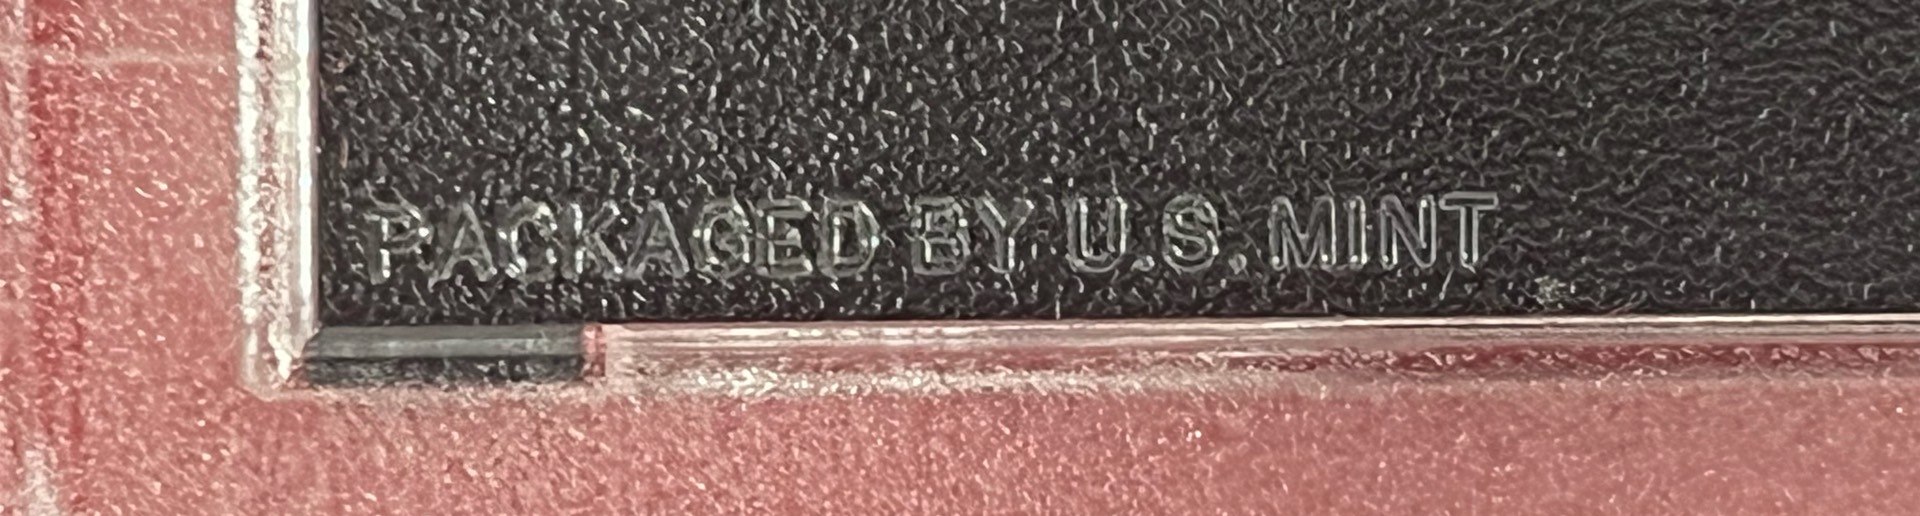 PACKAGED BY U.S. MINT